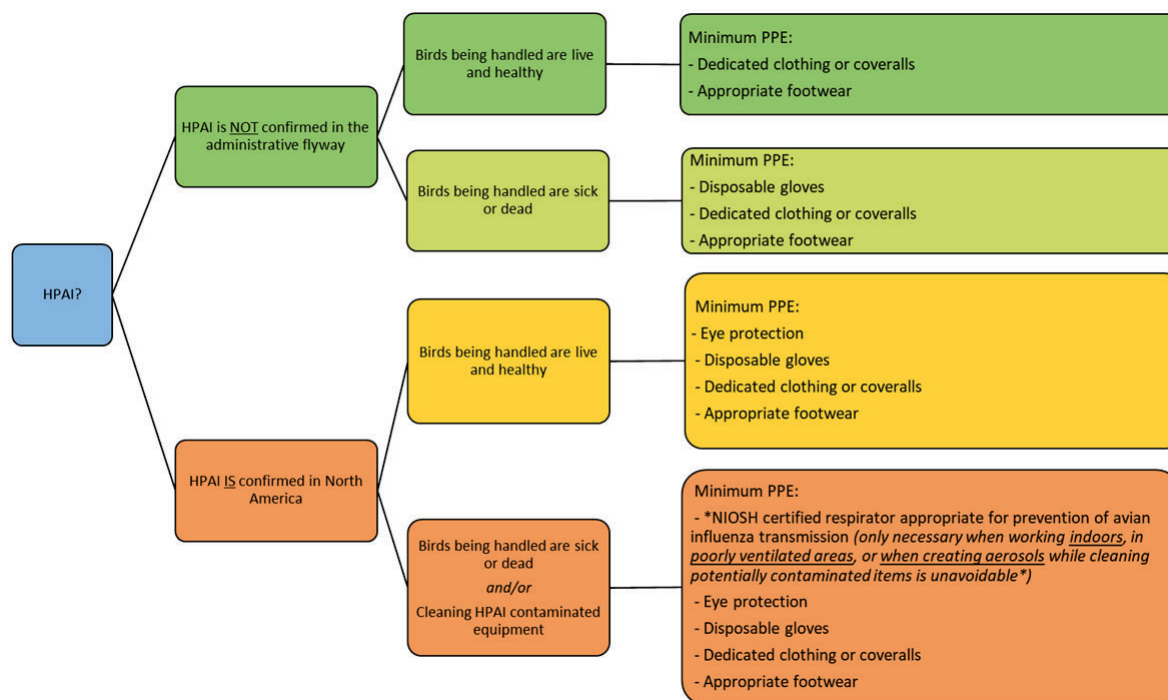 HPAI?
HPAI is NOT confirmed in the
administrative flyway
Birds being handled are live
and healthy
Minimum PPE:
- Dedicated clothing or coveralls
- Appropriate footwear
Birds being handled are sick
or dead
Minimum PPE:
- Disposable gloves
- Dedicated clothing or coveralls
- Appropriate footwear
HPAI IS confirmed in North
America
Birds being handled are live
and healthy
Minimum PPE:
- Eye protection
- Disposable gloves
- Dedicated clothing or coveralls
- Appropriate footwear
Birds being handled are sick
or dead
and/or
Cleaning HPAI contaminated
equipment
Minimum PPE:
- *NIOSH certified respirator appropriate for prevention of avian
influenza transmission (only necessary when working indoors, in
poorly ventilated areas, or when creating aerosols while cleaning
potentially contaminated items is unavoidable*)
- Eye protection
- Disposable gloves
- Dedicated clothing or coveralls
- Appropriate footwear